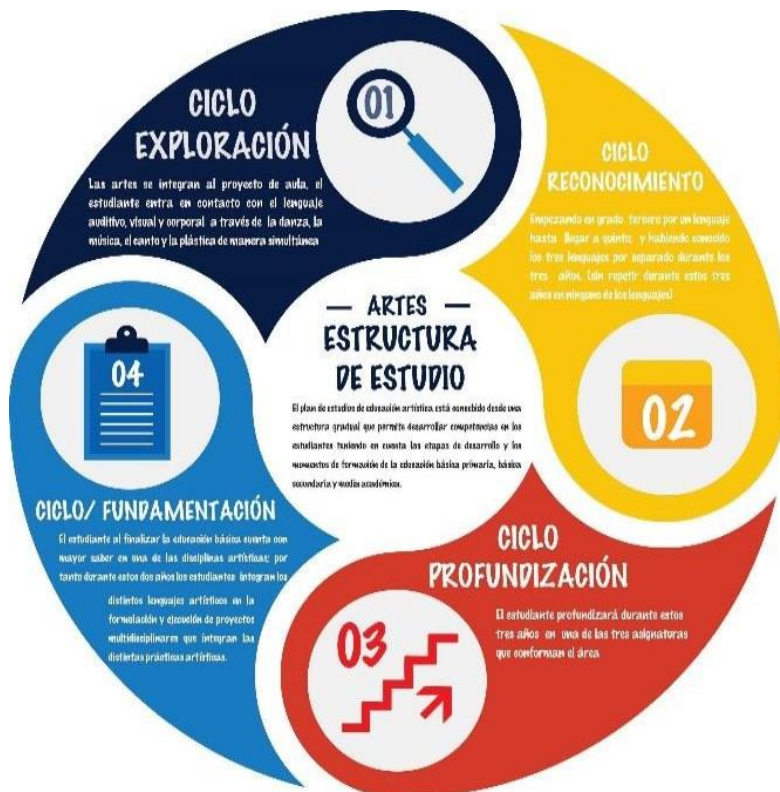 01
CICLO
EXPLORACIÓN
Las artes se integran al proyecto de aula, el
estudiante entra en contacto con el lenguaje
auditivo, visual y corporal a través de la danza, la
música, el canto y la plástica de manera simultánea
CICLO
RECONOCIMIENTO
Empezando en grado tercero por un lenguaje
hasta llegar a quinto; y habiendo conocido
los tres lenguajes por separado durante los
tres años. (sin repetir durante estos tres
años en ninguno de los lenguajes)
02
— ARTES —
ESTRUCTURA
DE ESTUDIO
El plan de estudios de educación artística está concebido desde una
estructura gradual que permite desarrollar competencias en los
estudiantes teniendo en cuenta las etapas de desarrollo y los
momentos de formación de la educación básica primaria, básica
secundaria y media académica.
CICLO
PROFUNDIZACIÓN
El estudiante profundizará durante estos
tres años en una de las tres asignaturas
que conforman el área
03
04
CICLO/ FUNDAMENTACIÓN
El estudiante al finalizar la educación básica cuenta con
mayor saber en una de las disciplinas artísticas; por
tanto durante estos dos años los estudiantes integran los
distintos lenguajes artísticos en la
formulación y ejecución de proyectos
multidisciplinares que integran las
distintas prácticas artísticas.